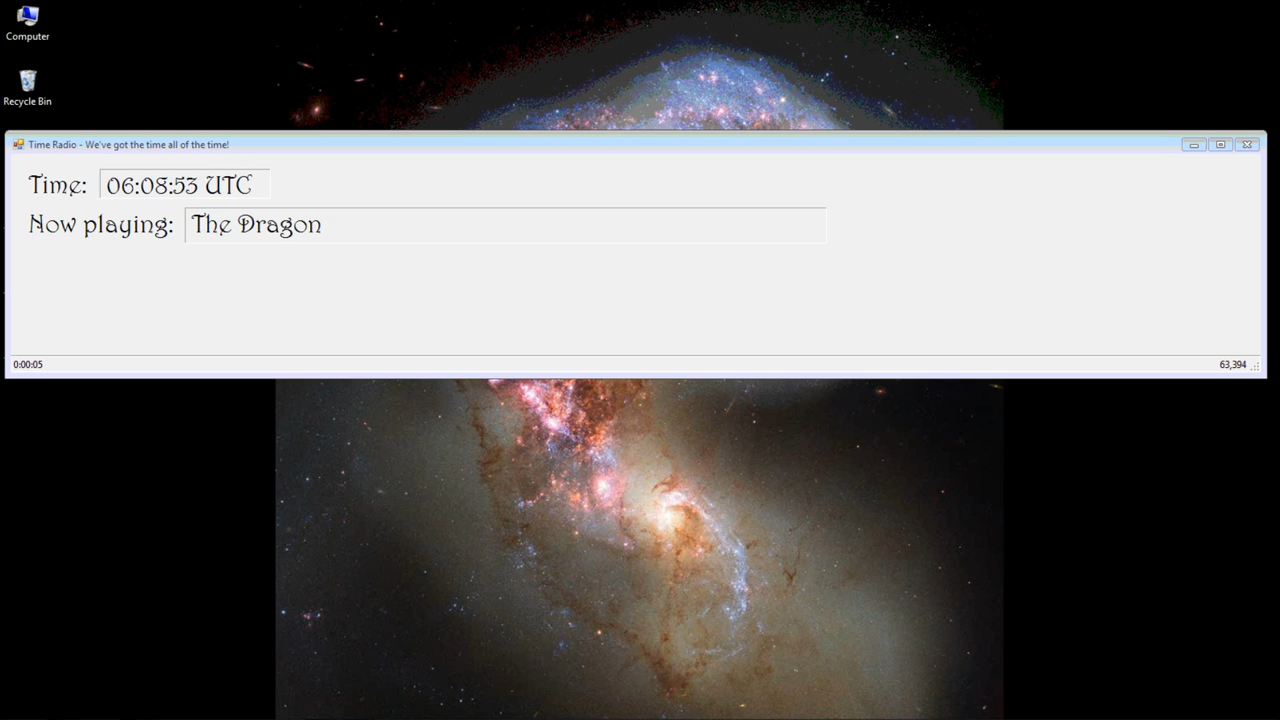 Computer
Recycle Bin
Time Radio - We've got the time all of the time!
Time: 06:08:53 UTC
Now playing: The Dragon
0:00:05 63,394